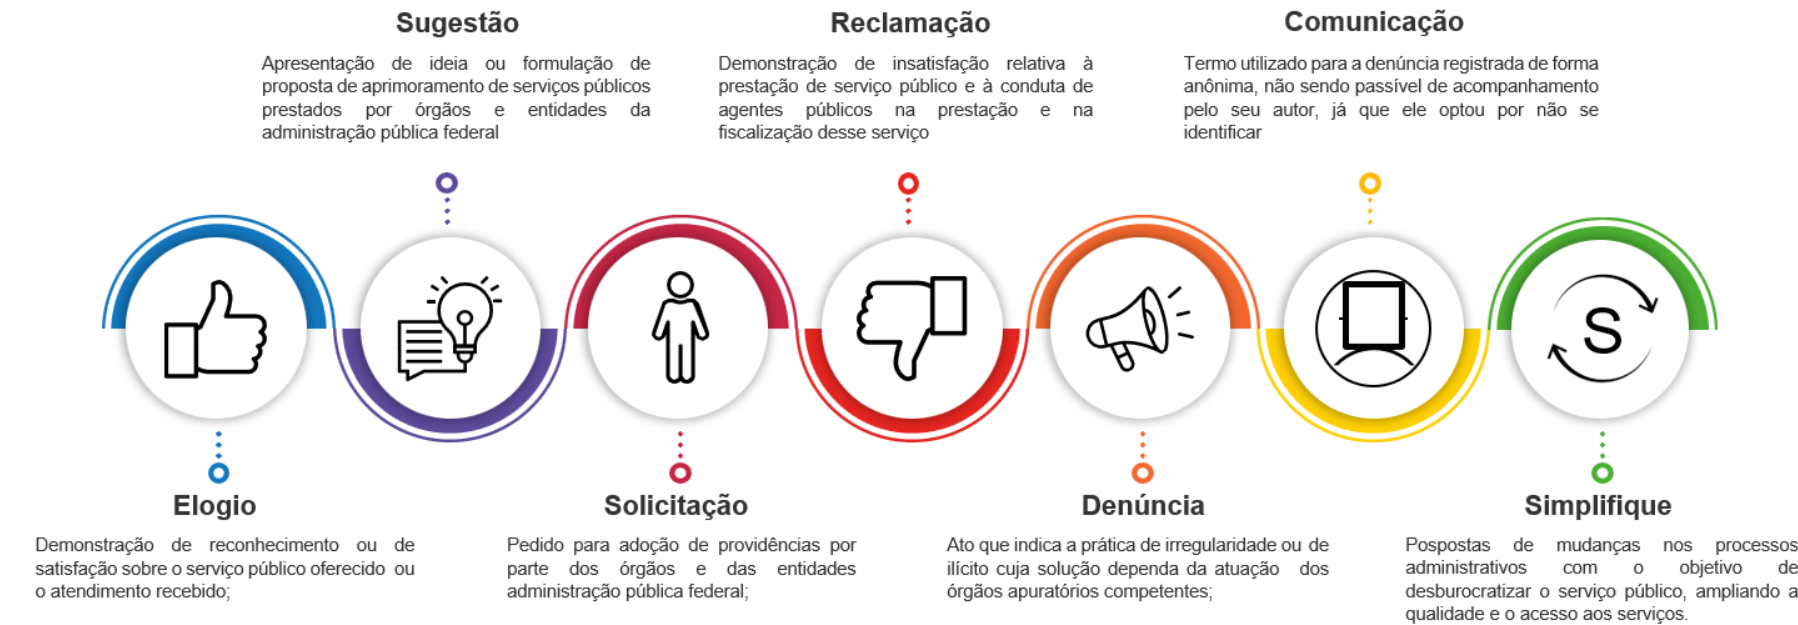 Sugestão
Apresentação de ideia ou formulação de
proposta de aprimoramento de serviços públicos
prestados por órgãos e entidades da
administração pública federal
Reclamação
Demonstração de insatisfação relativa à
prestação de serviço público e à conduta de
agentes públicos na prestação e na
fiscalização desse serviço
Comunicação
Termo utilizado para a denúncia registrada de forma
anônima, não sendo passível de acompanhamento
pelo seu autor, já que ele optou por não se
identificar
S
Elogio
Demonstração de reconhecimento ou de
satisfação sobre o serviço público oferecido ou
o atendimento recebido;
Solicitação
Pedido para adoção de providências por
parte dos órgãos e das entidades
administração pública federal;
Denúncia
Ato que indica a prática de irregularidade ou de
ilícito cuja solução dependa da atuação dos
órgãos apuratórios competentes;
Simplifique
Pospostas de mudanças nos processos
administrativos com o objetivo de
desburocratizar o serviço público, ampliando a
qualidade e o acesso aos serviços.